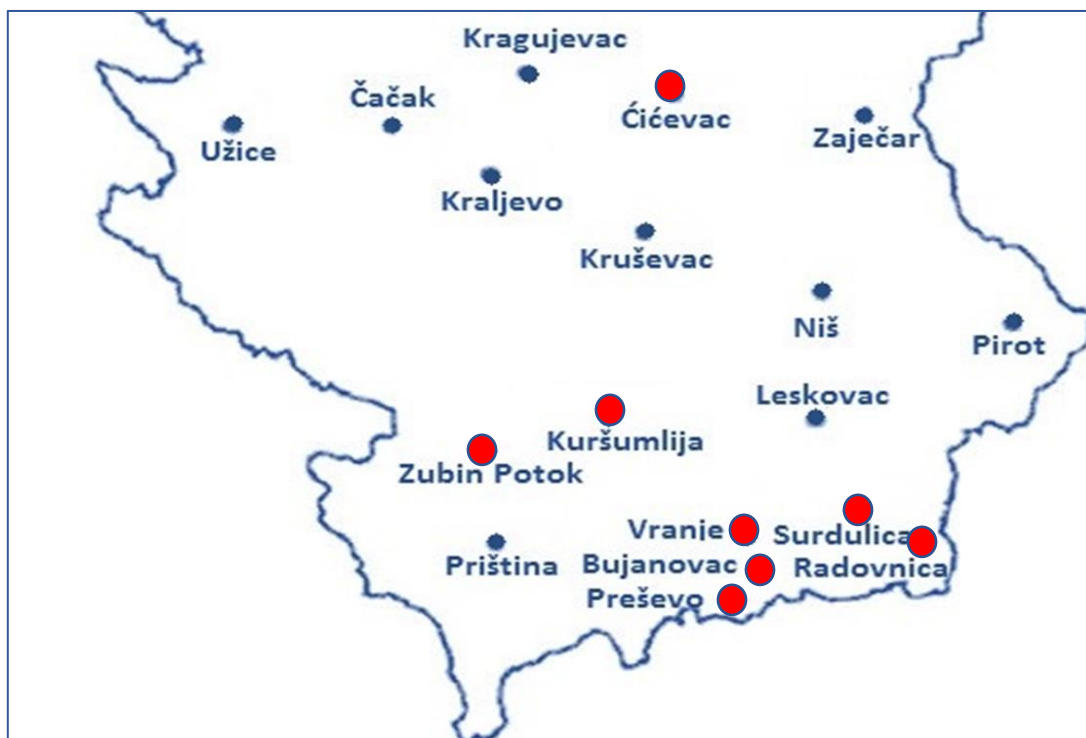 Kragujevac
Čačak
Ćićevac
Užice
Zaječar
Kraljevo
Kruševac
Niš
Pirot
Leskovac
Kuršumlija
Zubin Potok
Vranje
Surdulica
Priština
Bujanovac
Radovnica
Preševo